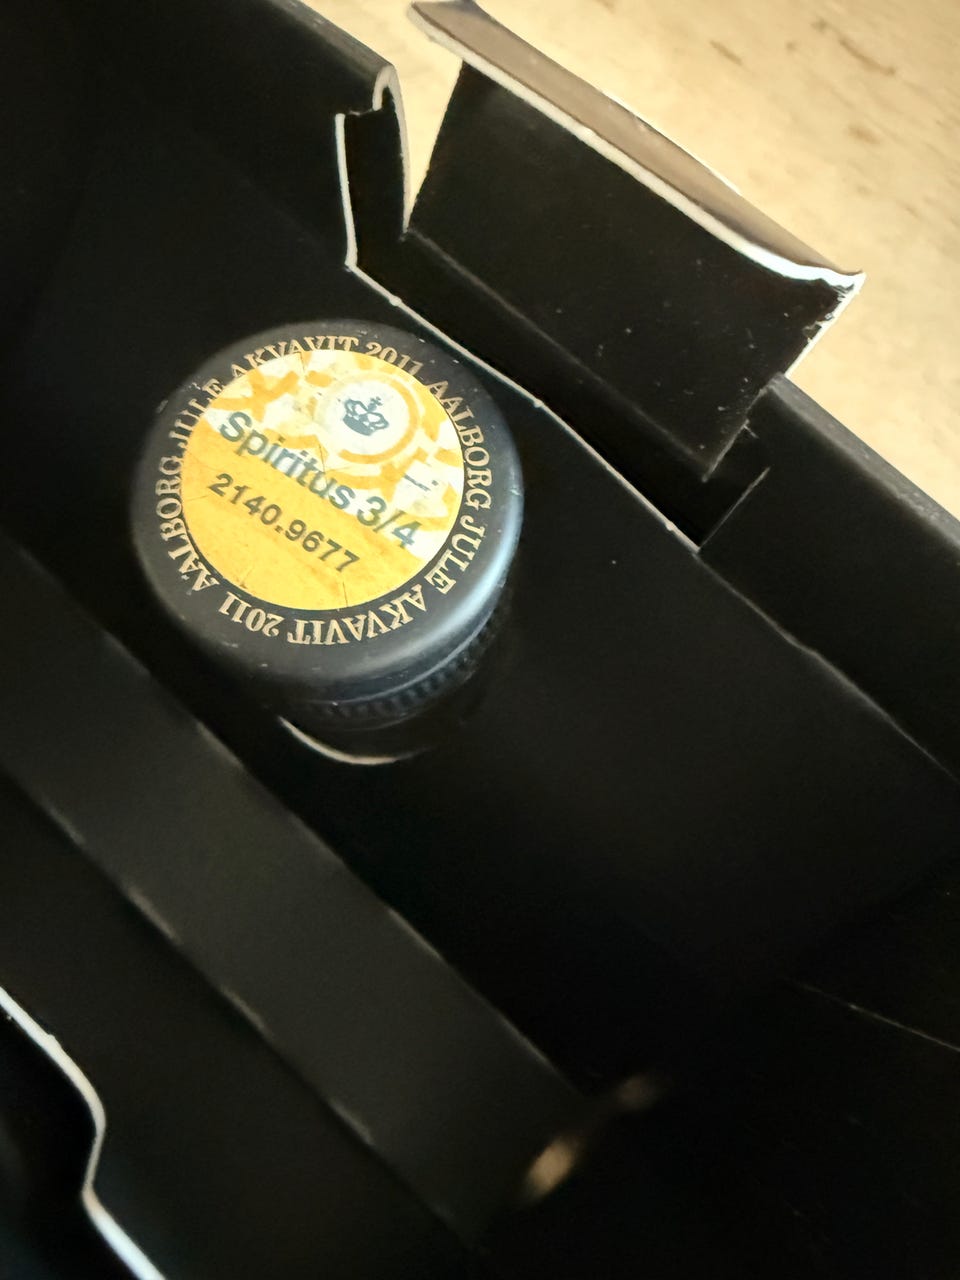 AALBORG JULE AKVAVIT 2011 AALBORG JULE AKVAVIT 2011
Spiritus 3/4
2140.9677